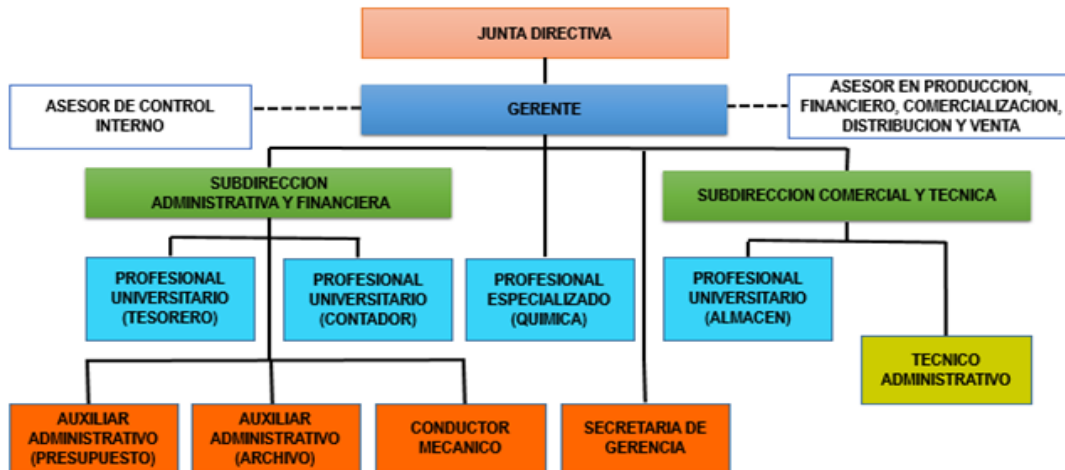 JUNTA DIRECTIVA
ASESOR DE CONTROL
INTERNO
GERENTE
ASESOR EN PRODUCCION,
FINANCIERO, COMERCIALIZACION,
DISTRIBUCION Y VENTA
SUBDIRECCION
ADMINISTRATIVA Y FINANCIERA
SUBDIRECCION COMERCIAL Y TECNICA
PROFESIONAL
UNIVERSITARIO
(TESORERO)
PROFESIONAL
UNIVERSITARIO
(CONTADOR)
PROFESIONAL
ESPECIALIZADO
(QUIMICA)
PROFESIONAL
UNIVERSITARIO
(ALMACEN)
TECNICO
ADMINISTRATIVO
AUXILIAR
ADMINISTRATIVO
(PRESUPUESTO)
AUXILIAR
ADMINISTRATIVO
(ARCHIVO)
CONDUCTOR
MECANICO
SECRETARIA DE
GERENCIA